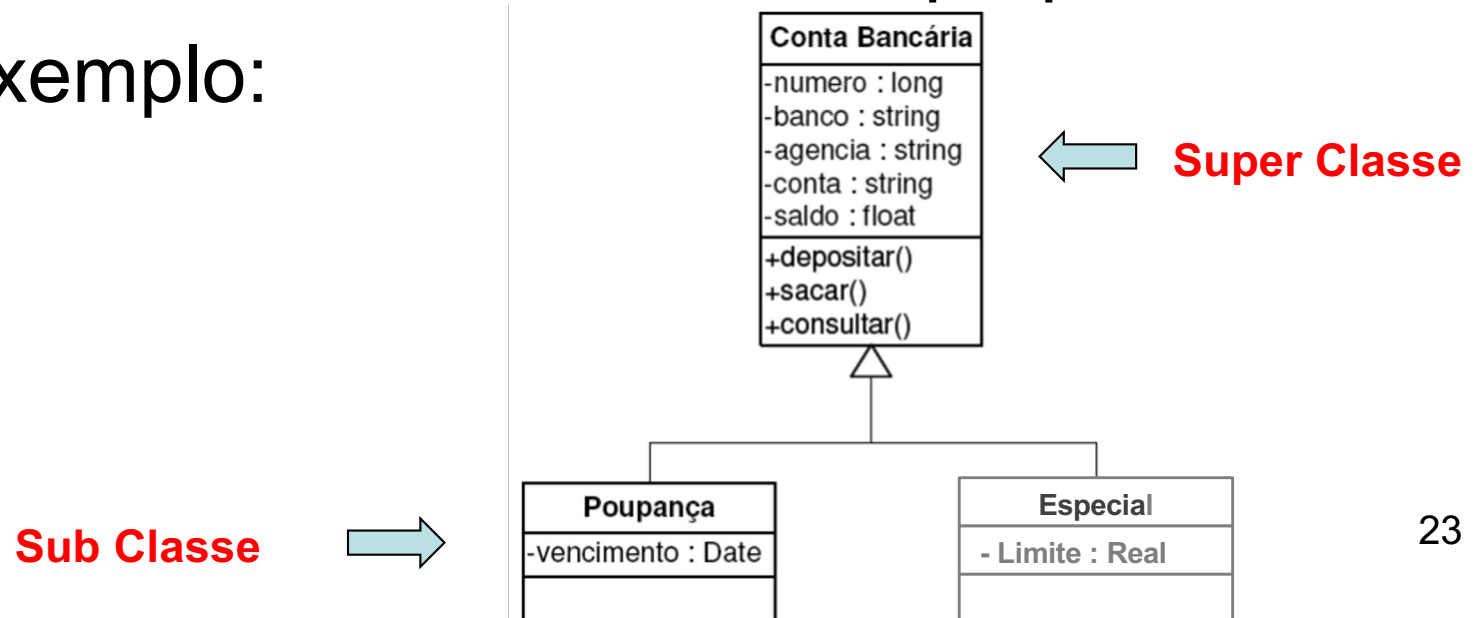 xemplo:
Conta Bancária
-numero : long
-banco : string
-agencia : string
-conta : string
-saldo : float
+depositar()
+sacar()
+consultar()
Super Classe
Sub Classe
Poupança
-vencimento : Date
Especial
- Limite : Real
23